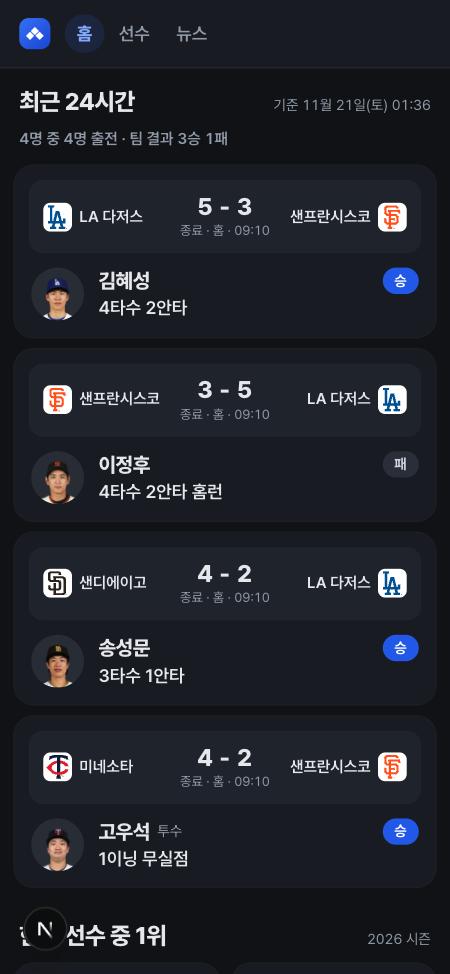 홈 선수 뉴스
최근 24시간
기준 11월 21일(토) 01:36
4명 중 4명 출전 · 팀 결과 3승 1패
LA 다저스 5 - 3 샌프란시스코
종료 · 홈 · 09:10
김혜성 승
4타수 2안타
샌프란시스코 3 - 5 LA 다저스
종료 · 홈 · 09:10
이정후 패
4타수 2안타 홈런
샌디에이고 4 - 2 LA 다저스
종료 · 홈 · 09:10
송성문 승
3타수 1안타
미네소타 4 - 2 샌프란시스코
종료 · 홈 · 09:10
고우석 투수 승
1이닝 무실점
N
선수 중 1위
2026 시즌